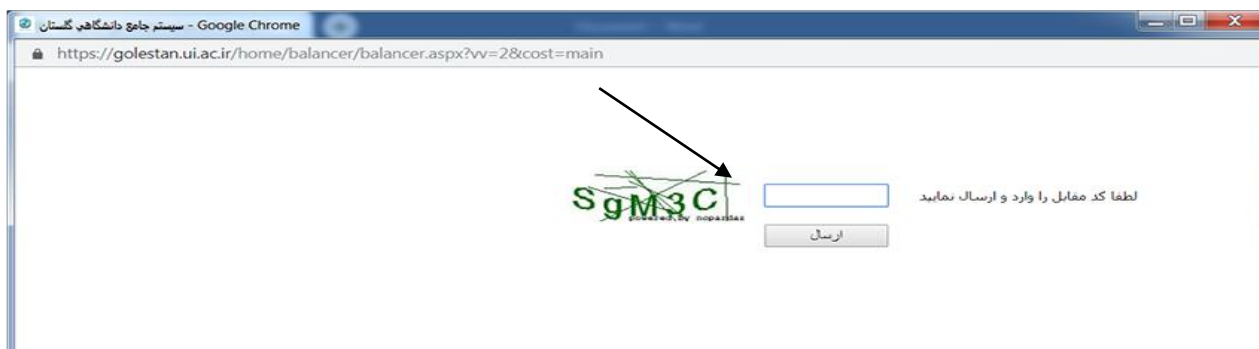 سیستم جامع دانشگاهي گلستان - Google Chrome
https://golestan.ui.ac.ir/home/balancer/balancer.aspx?vv=2&cost=main
لطفا کد مقابل را وارد و ارسال نمایید
SgM3C
powered by nopardaz
ارسال